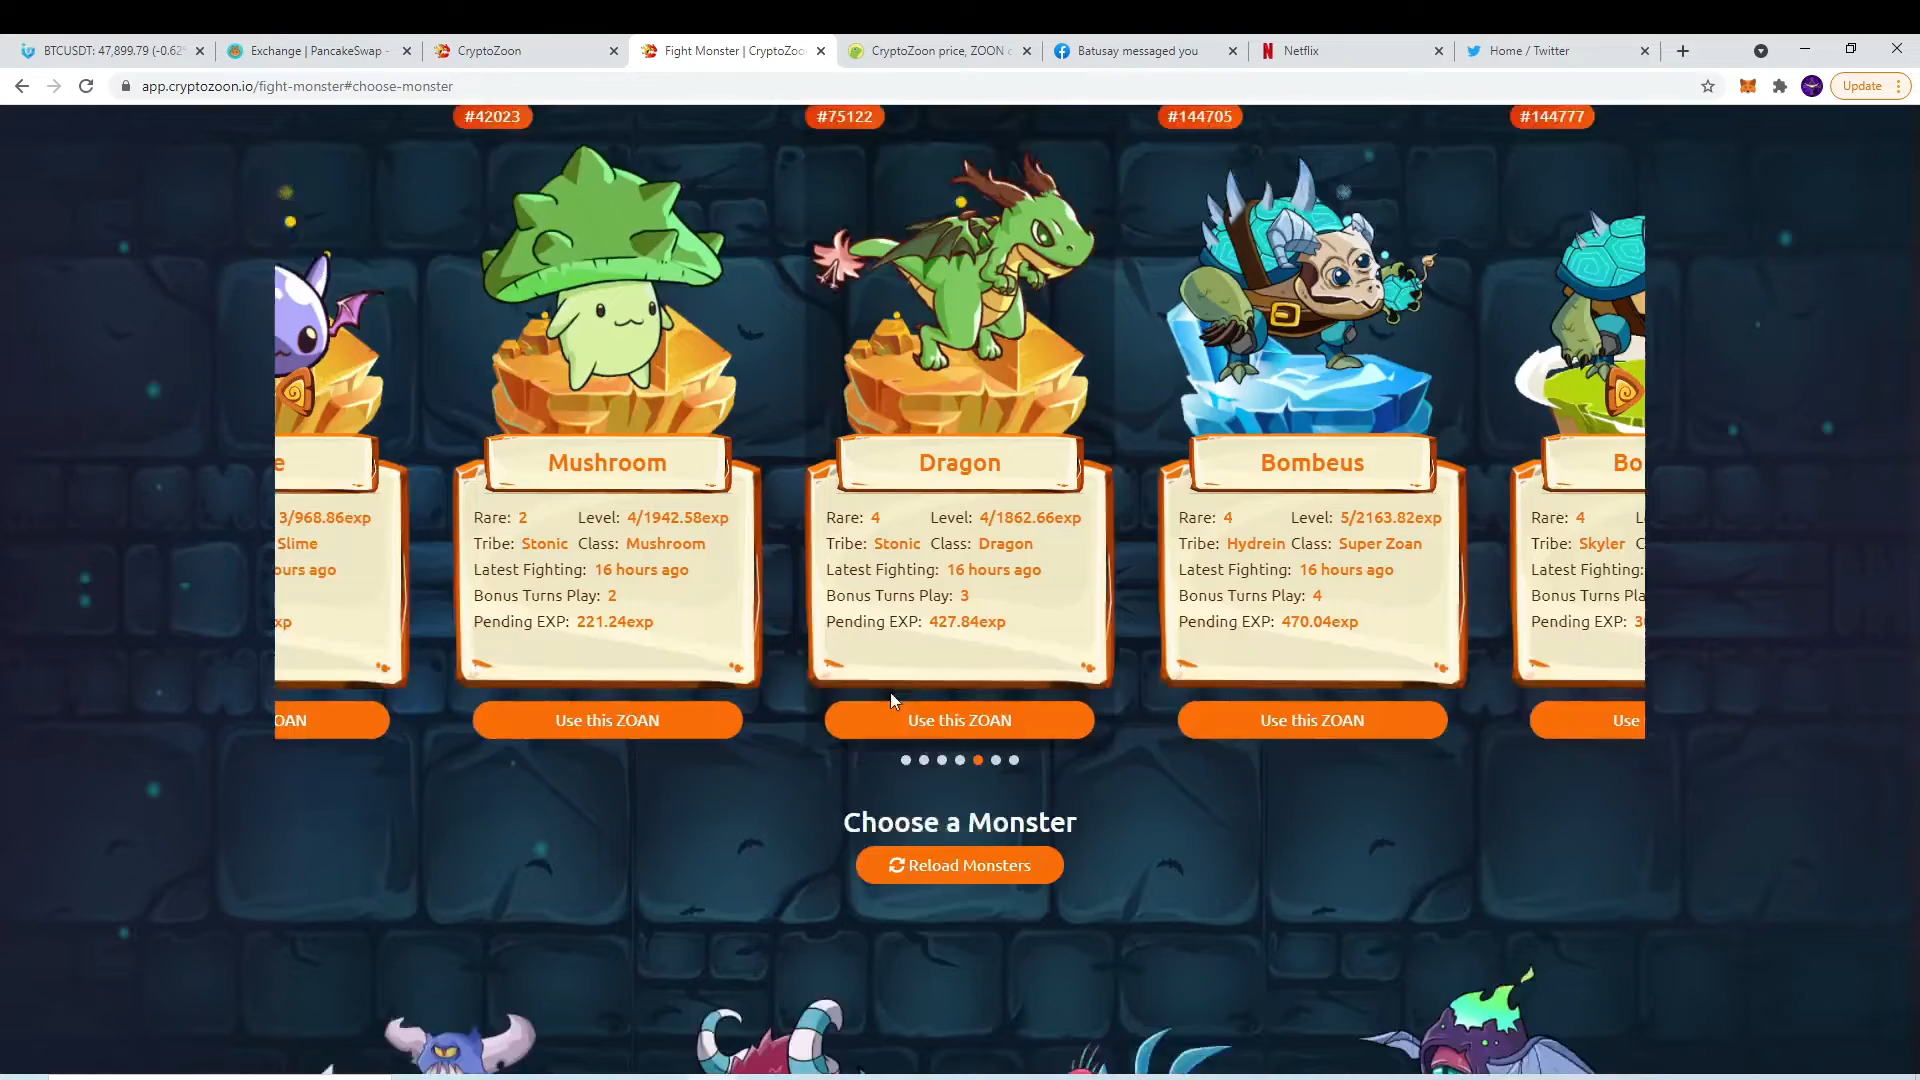 BTCUSDT: 47,899.79 (-0.62%
Exchange | PancakeSwap -
CryptoZoon
Fight Monster | CryptoZoo
CryptoZoon price, ZOON c
Batusay messaged you
Netflix
Home / Twitter
app.cryptozoon.io/fight-monster#choose-monster
Update
#42023
#75122
#144705
#144777
e
3/968.86exp
Slime
ours ago
xp
OAN
Mushroom
Rare: 2 Level: 4/1942.58exp
Tribe: Stonic Class: Mushroom
Latest Fighting: 16 hours ago
Bonus Turns Play: 2
Pending EXP: 221.24exp
Use this ZOAN
Dragon
Rare: 4 Level: 4/1862.66exp
Tribe: Stonic Class: Dragon
Latest Fighting: 16 hours ago
Bonus Turns Play: 3
Pending EXP: 427.84exp
Use this ZOAN
Bombeus
Rare: 4 Level: 5/2163.82exp
Tribe: Hydrein Class: Super Zoan
Latest Fighting: 16 hours ago
Bonus Turns Play: 4
Pending EXP: 470.04exp
Use this ZOAN
Bo
Rare: 4 L
Tribe: Skyler C
Latest Fighting:
Bonus Turns Pla
Pending EXP: 3
Use
Choose a Monster
Reload Monsters